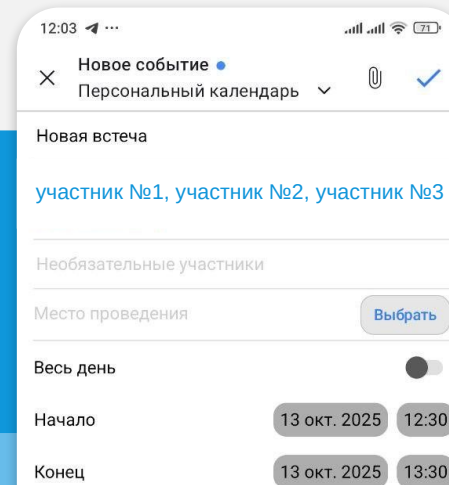 12:03 ... 71
Новое событие
Персональный календарь
Новая встеча
участник №1, участник №2, участник №3
Необязательные участники
Место проведения Выбрать
Весь день
Начало 13 окт. 2025 12:30
Конец 13 окт. 2025 13:30